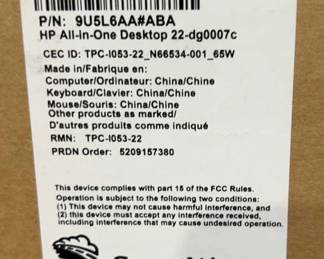 P/N: 9U5L6AA#ABA
HP All-in-One Desktop 22-dg0007c
CEC ID: TPC-I053-22_N66534-001_65W
Made in/Fabrique en:
Computer/Ordinateur: China/Chine
Keyboard/Clavier: China/Chine
Mouse/Souris: China/Chine
Other products as marked/
D'autres produits comme indiqué
RMN: TPC-I053-22
PRDN Order: 5209157380
This device complies with part 15 of the FCC Rules.
Operation is subject to the following two conditions:
(1) This device may not cause harmful interference, and
(2) this device must accept any interference received,
including interference that may cause undesired operation.